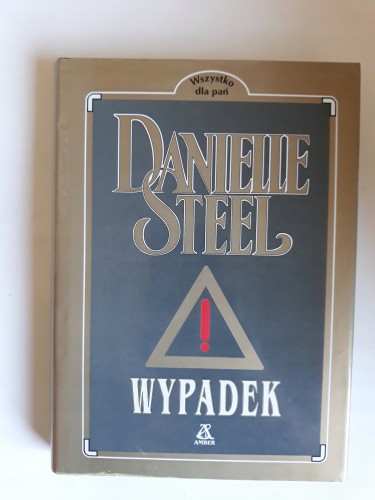 Wszystko
dla pań
DANIELLE
STEEL
!
WYPADEK
AMBER